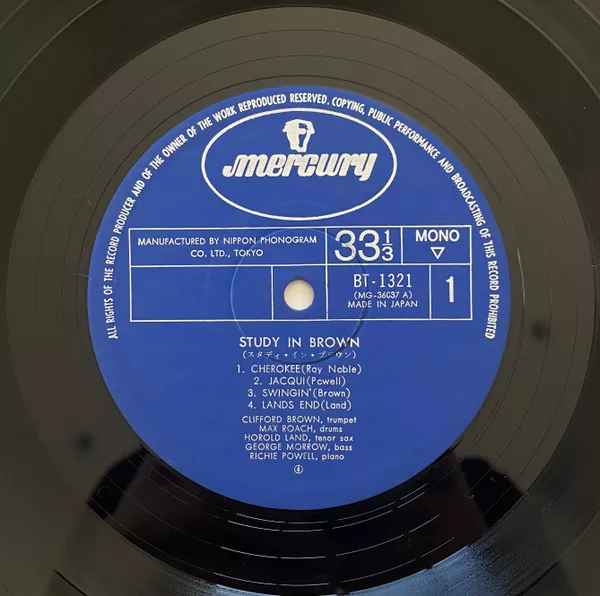 ALL RIGHTS OF THE RECORD PRODUCER AND OF THE OWNER OF THE WORK REPRODUCED RESERVED. COPYING, PUBLIC PERFORMANCE AND BROADCASTING OF THIS RECORD PROHIBITED
mercury
MANUFACTURED BY NIPPON PHONOGRAM
CO. LTD., TOKYO
33 1/3
MONO
▽
BT-1321
(MG-36037 A)
MADE IN JAPAN
1
STUDY IN BROWN
(スタディ・イン・ブラウン)
1. CHEROKEE(Ray Noble)
2. JACQUI(Powell)
3. SWINGIN'(Brown)
4. LANDS END(Land)
CLIFFORD BROWN, trumpet
MAX ROACH, drums
HOROLD LAND, tenor sax
GEORGE MORROW, bass
RICHIE POWELL, piano
④